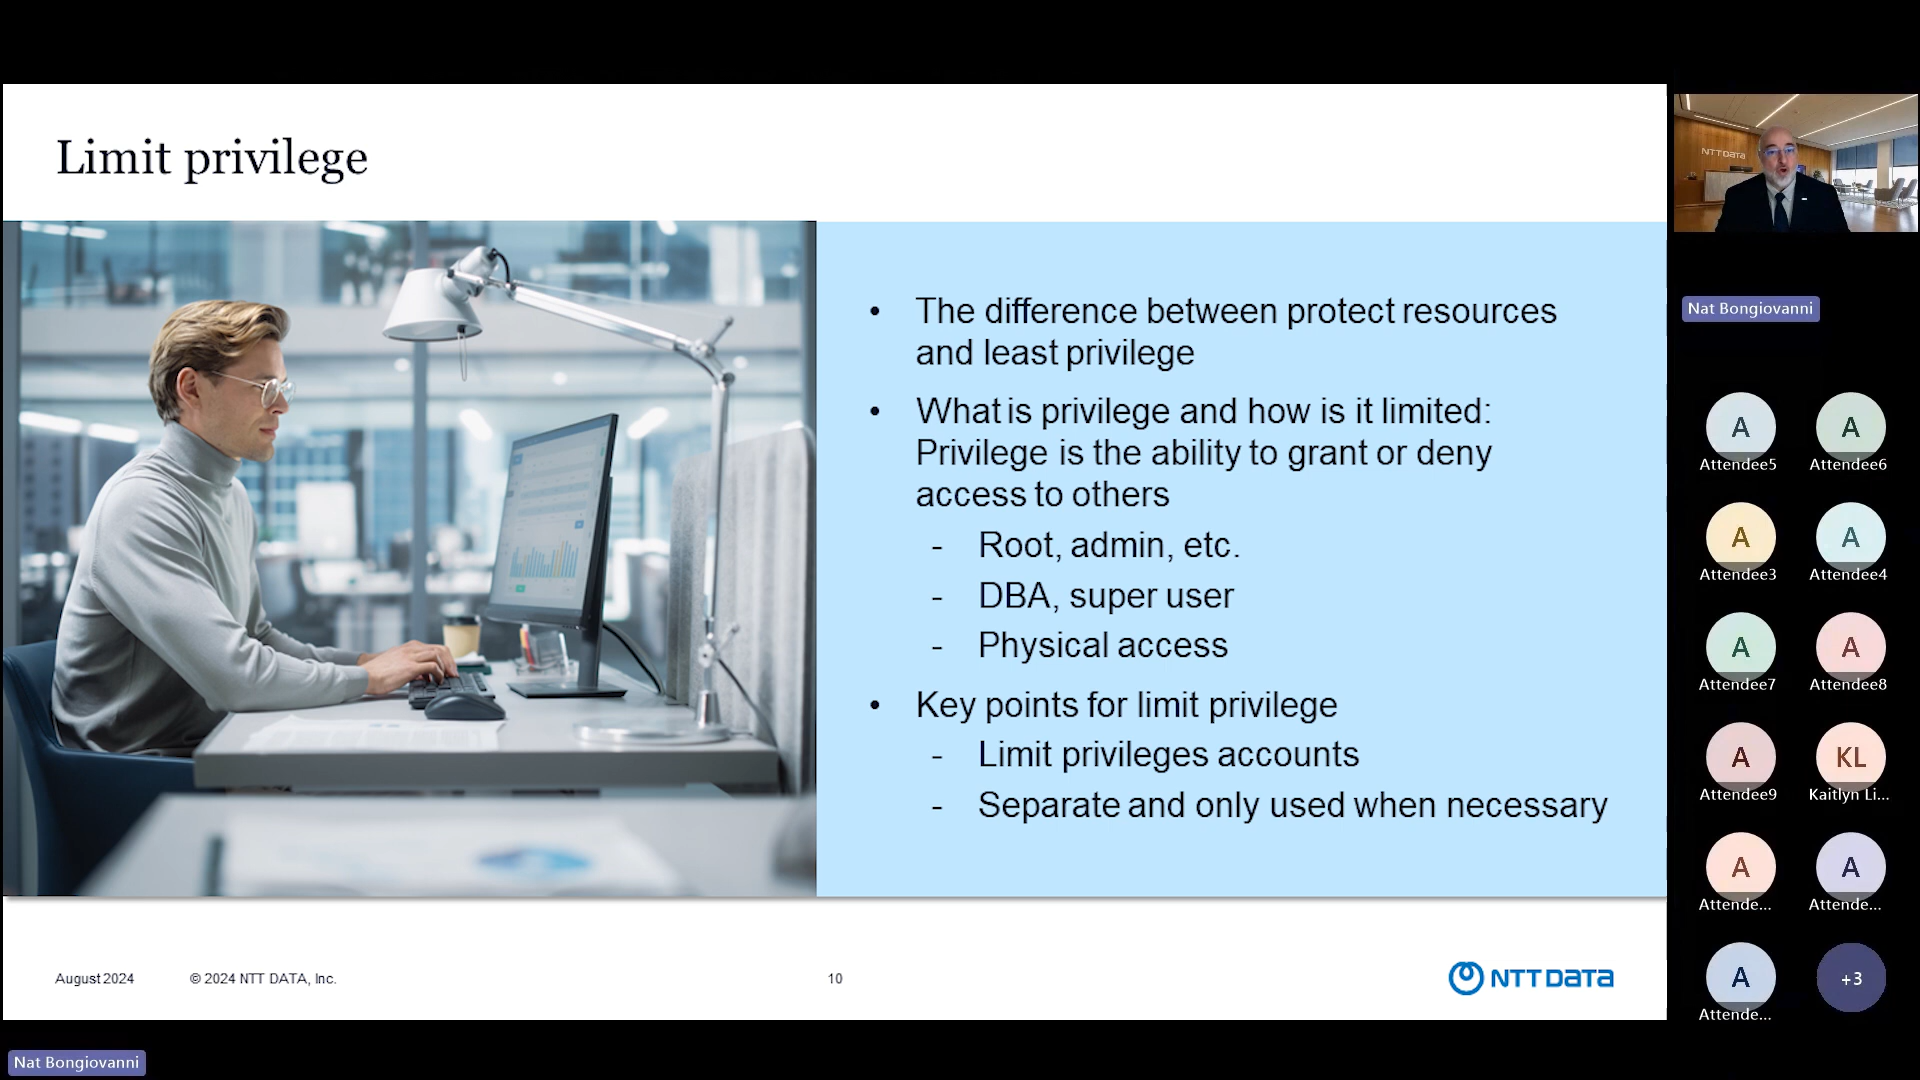 Limit privilege
• The difference between protect resources
and least privilege
• What is privilege and how is it limited:
Privilege is the ability to grant or deny
access to others
- Root, admin, etc.
- DBA, super user
- Physical access
• Key points for limit privilege
- Limit privileges accounts
- Separate and only used when necessary
August 2024
© 2024 NTT DATA, Inc.
10
NTT DATA
NTT DATA
Nat Bongiovanni
A
Attendee5
A
Attendee6
A
Attendee3
A
Attendee4
A
Attendee7
A
Attendee8
A
Attendee9
KL
Kaitlyn Li...
A
Attende...
A
Attende...
A
Attende...
+3
Nat Bongiovanni